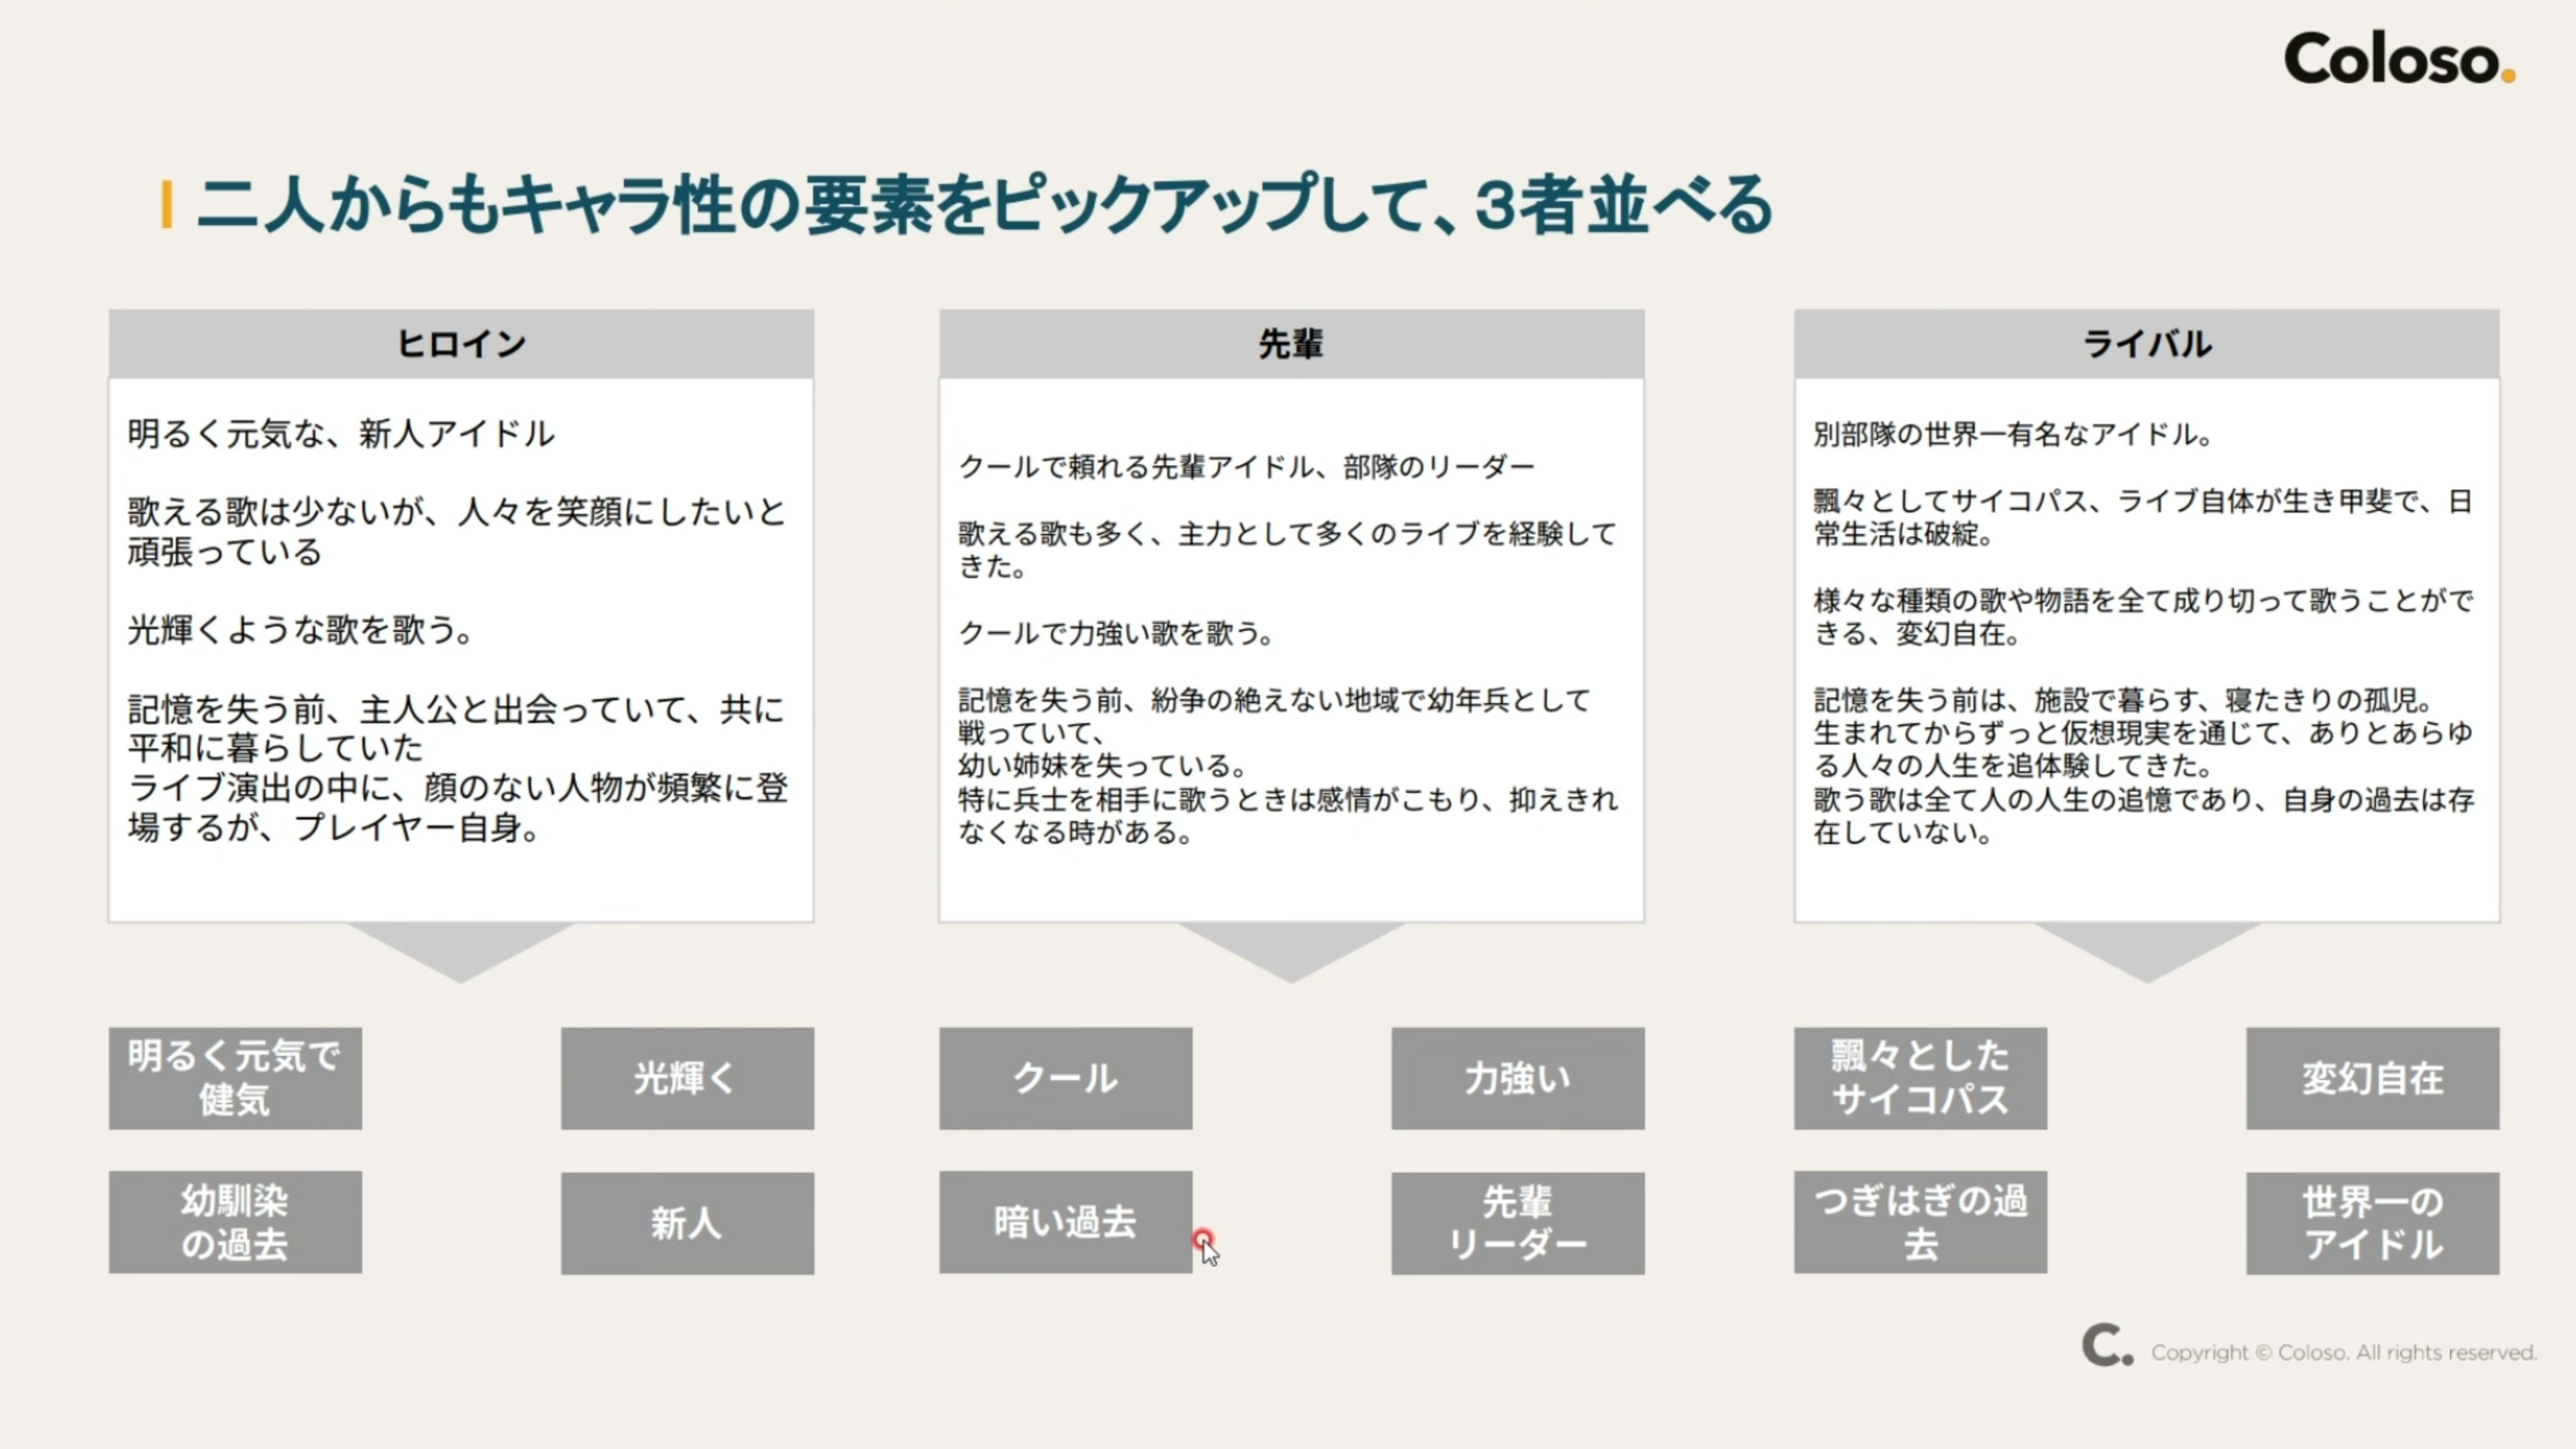 Coloso.
二人からもキャラ性の要素をピックアップして、3者並べる
ヒロイン
明るく元気な、新人アイドル
歌える歌は少ないが、人々を笑顔にしたいと
頑張っている
光輝くような歌を歌う。
記憶を失う前、主人公と出会っていて、共に
平和に暮らしていた
ライブ演出の中に、顔のない人物が頻繁に登
場するが、プレイヤー自身。
明るく元気で
健気
光輝く
幼馴染
の過去
新人
先輩
クールで頼れる先輩アイドル、部隊のリーダー
歌える歌も多く、主力として多くのライブを経験して
きた。
クールで力強い歌を歌う。
記憶を失う前、紛争の絶えない地域で幼年兵として
戦っていて、
幼い姉妹を失っている。
特に兵士を相手に歌うときは感情がこもり、抑えきれ
なくなる時がある。
クール
力強い
暗い過去
先輩
リーダー
ライバル
別部隊の世界一有名なアイドル。
飄々としてサイコパス、ライブ自体が生き甲斐で、日
常生活は破綻。
様々な種類の歌や物語を全て成り切って歌うことがで
きる、変幻自在。
記憶を失う前は、施設で暮らす、寝たきりの孤児。
生まれてからずっと仮想現実を通じて、ありとあらゆ
る人々の人生を追体験してきた。
歌う歌は全て人の人生の追憶であり、自身の過去は存
在していない。
飄々とした
サイコパス
変幻自在
つぎはぎの過
去
世界一の
アイドル
C. Copyright © Coloso. All rights reserved.